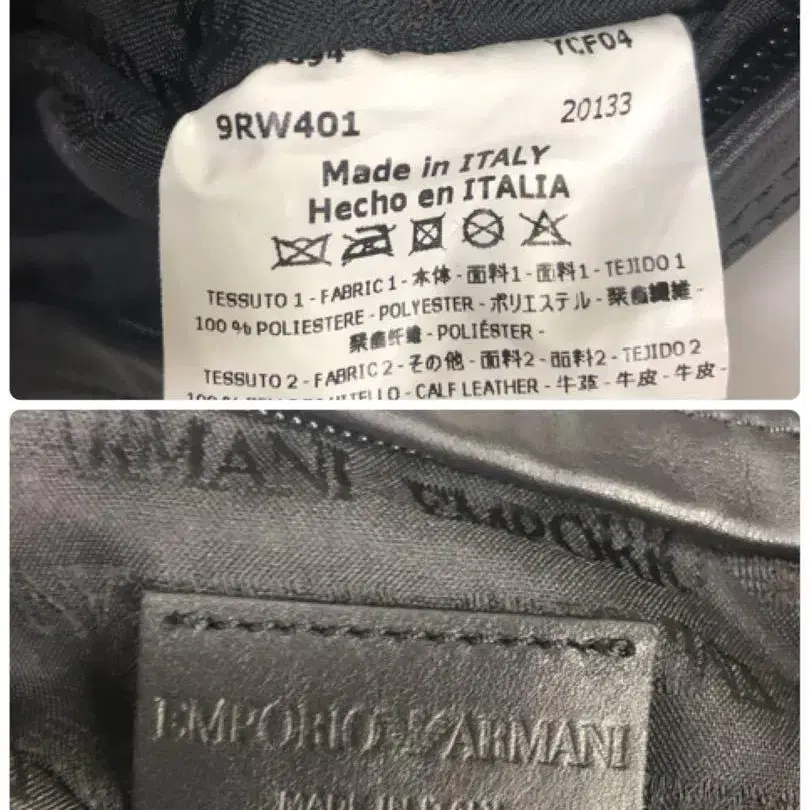 YCF04
9RW401 20133
Made in ITALY
Hecho en ITALIA
TESSUTO 1 - FABRIC 1 - 本体 - 面料1 - 面料1 - TEJIDO 1
100 % POLIESTERE - POLYESTER - ポリエステル - 聚酯纖維 -
聚酯纤维 - POLIÉSTER -
TESSUTO 2 - FABRIC 2 - その他 - 面料2 - 面料2 - TEJIDO 2
CALF LEATHER - 牛革 - 牛皮 - 牛皮 -
ARMANI EMPORIO
EMPORIO ARMANI
MADE IN ITALY